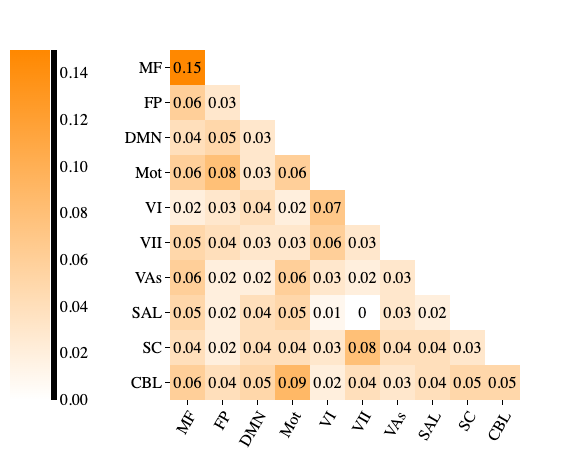 0.14
0.12
0.10
0.08
0.06
0.04
0.02
0.00
MF 0.15
FP 0.06 0.03
DMN 0.04 0.05 0.03
Mot 0.06 0.08 0.03 0.06
VI 0.02 0.03 0.04 0.02 0.07
VII 0.05 0.04 0.03 0.03 0.06 0.03
VAs 0.06 0.02 0.02 0.06 0.03 0.02 0.03
SAL 0.05 0.02 0.04 0.05 0.01 0 0.03 0.02
SC 0.04 0.02 0.04 0.04 0.03 0.08 0.04 0.04 0.03
CBL 0.06 0.04 0.05 0.09 0.02 0.04 0.03 0.04 0.05 0.05
MF FP DMN Mot VI VII VAs SAL SC CBL